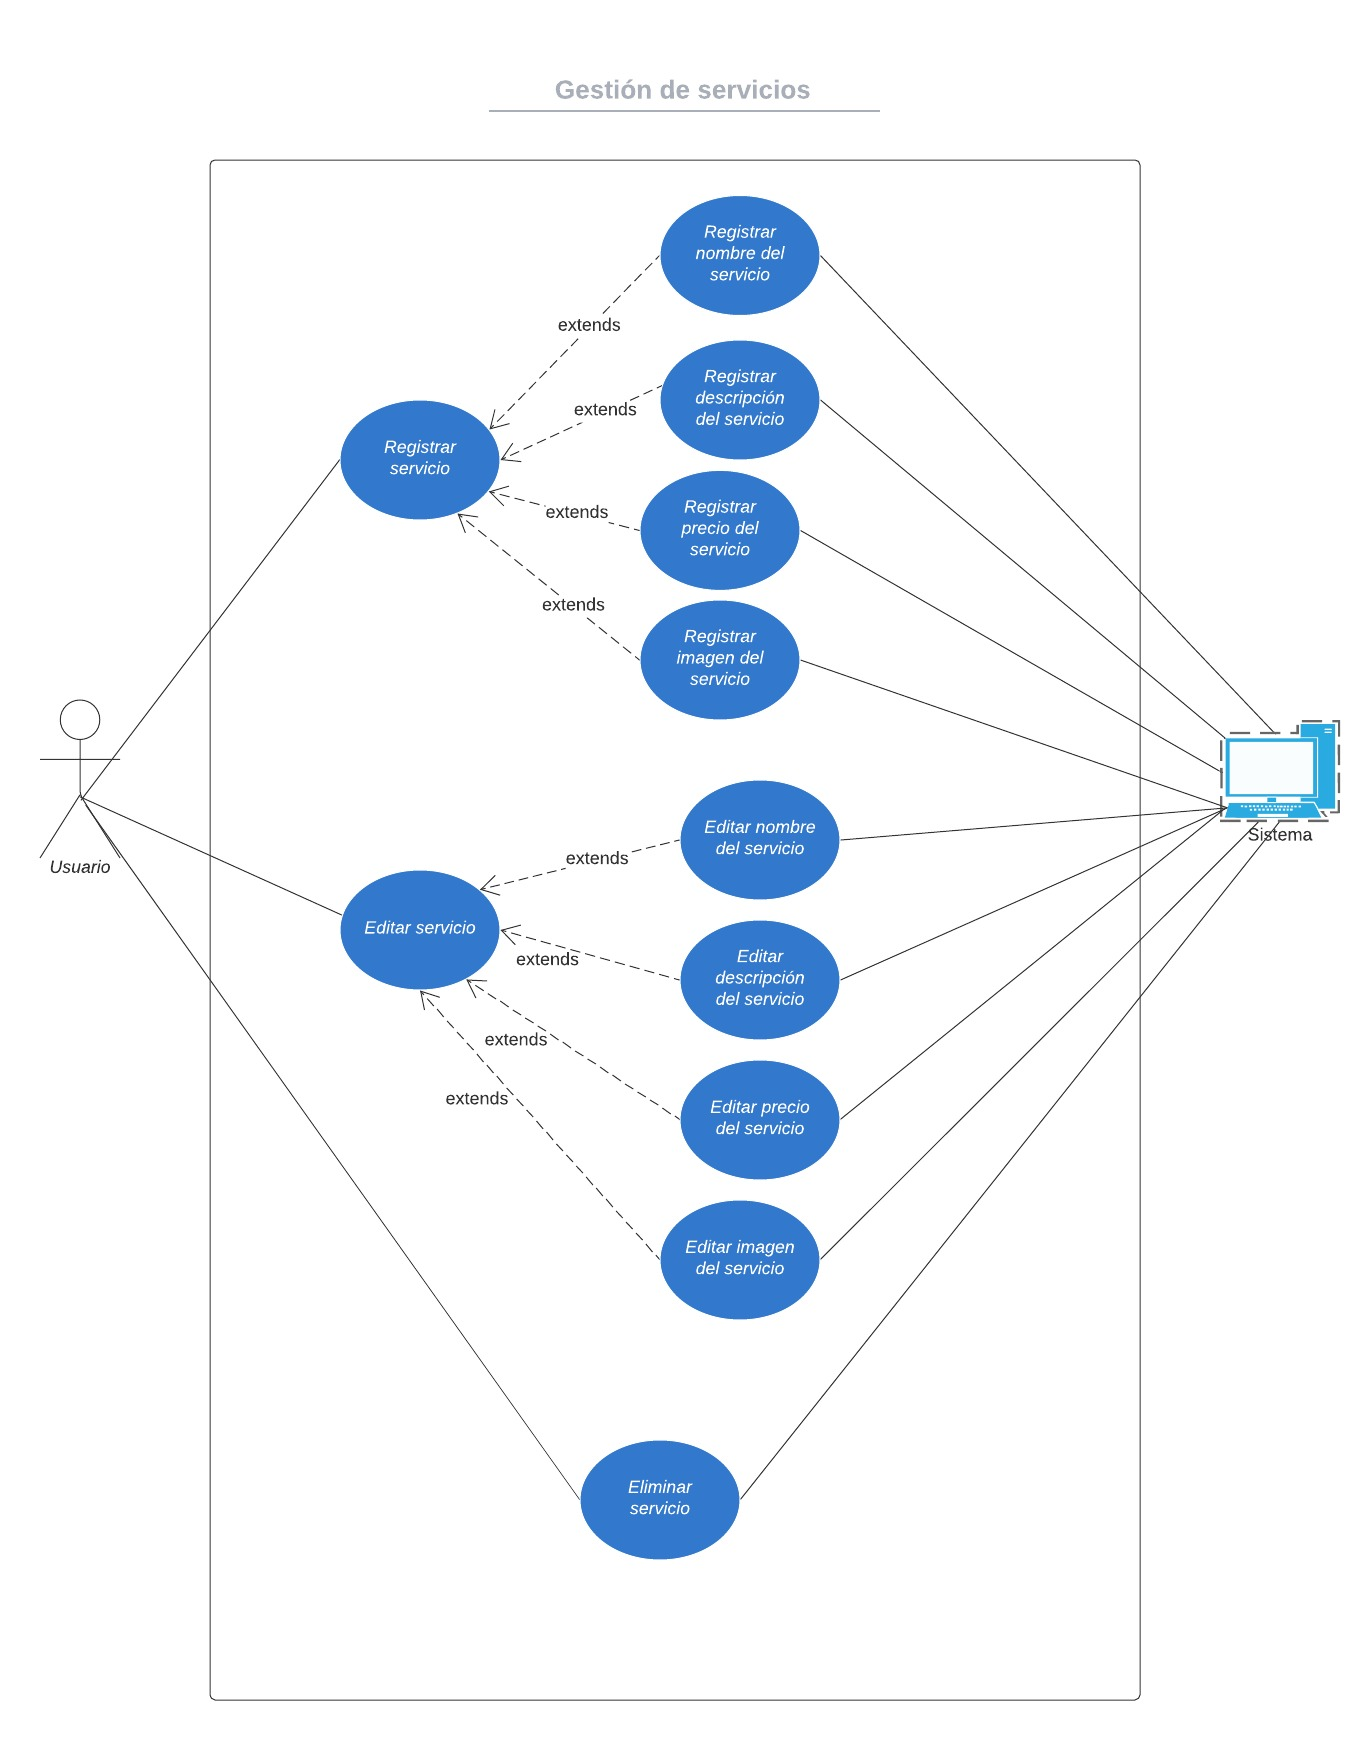 Gestión de servicios
Registrar
nombre del
servicio
extends
Registrar
descripción
del servicio
extends
Registrar
servicio
Registrar
precio del
servicio
extends
Registrar
imagen del
servicio
extends
Usuario
Sistema
Editar nombre
del servicio
extends
Editar servicio
Editar
descripción
del servicio
extends
extends
Editar precio
del servicio
extends
Editar imagen
del servicio
Eliminar
servicio